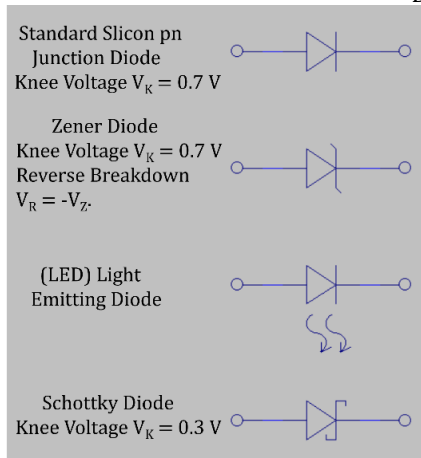 Standard Slicon pn
Junction Diode
Knee Voltage V_K = 0.7 V
Zener Diode
Knee Voltage V_K = 0.7 V
Reverse Breakdown
V_R = -V_Z.
(LED) Light
Emitting Diode
Schottky Diode
Knee Voltage V_K = 0.3 V